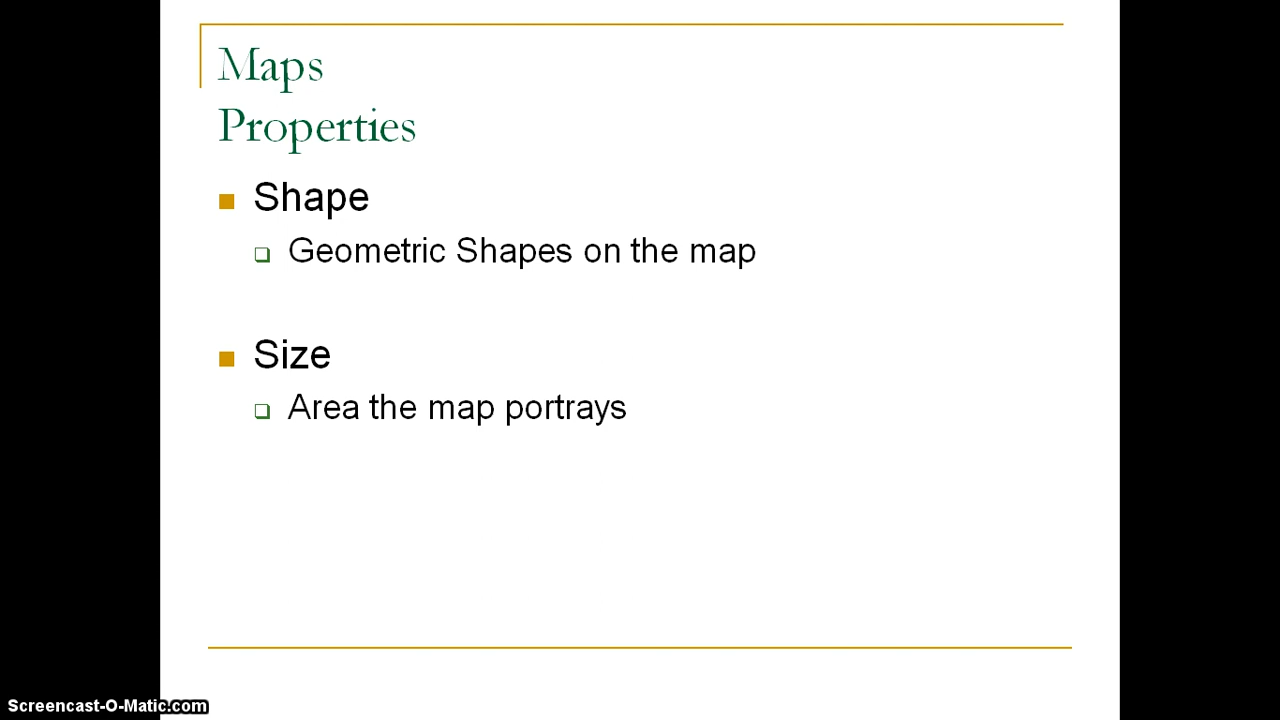 Maps
Properties
Shape
Geometric Shapes on the map
Size
Area the map portrays
Screencast-O-Matic.com